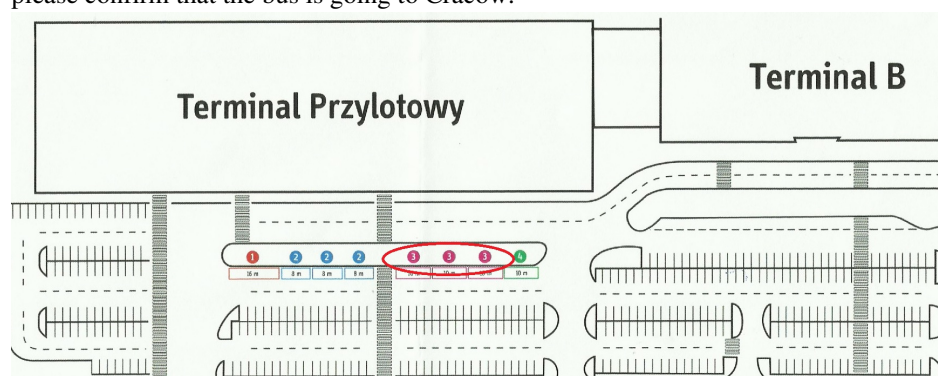 please confirm that the bus is going to Cracow.
Terminal B
Terminal Przylotowy
1 2 2 2 3 3 3 4
16 m 8 m 8 m 8 m 10 m 10 m